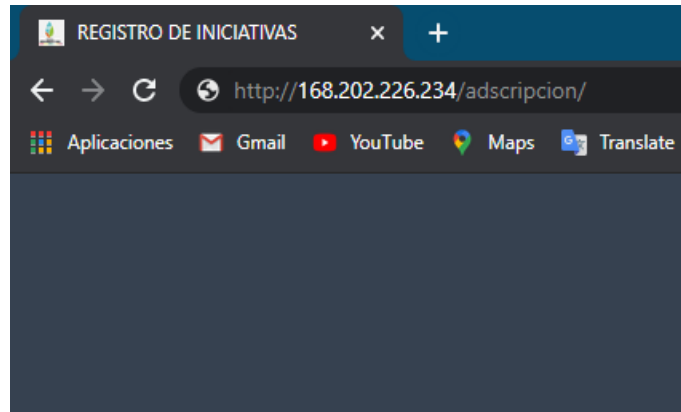 REGISTRO DE INICIATIVAS
http://168.202.226.234/adscripcion/
Aplicaciones Gmail YouTube Maps Translate